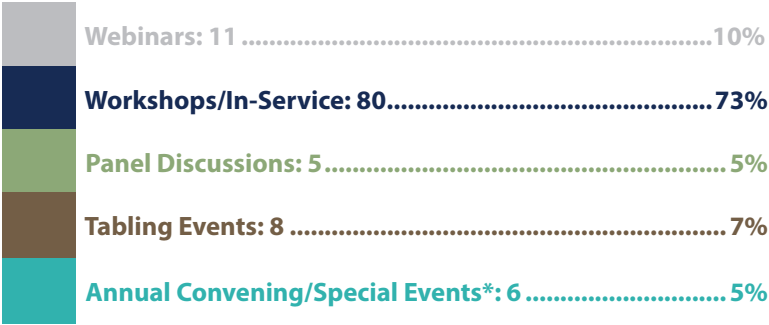 Webinars: 11 ....................................................................10%
Workshops/In-Service: 80...............................................73%
Panel Discussions: 5.......................................................... 5%
Tabling Events: 8 ............................................................... 7%
Annual Convening/Special Events*: 6 ............................. 5%